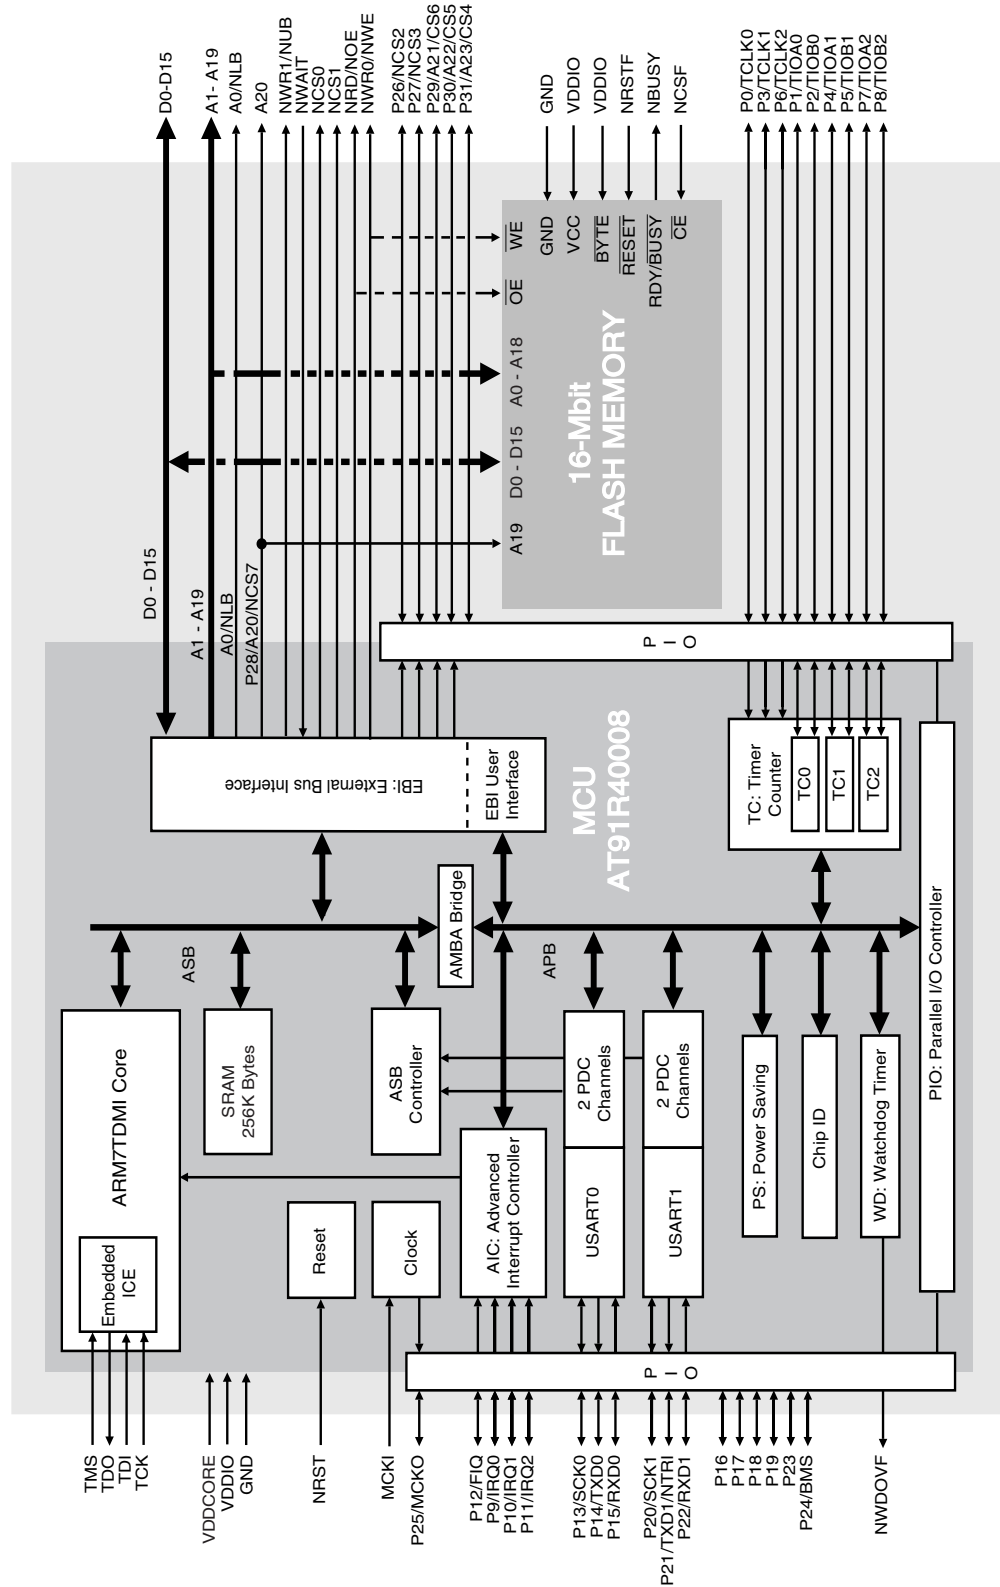 TMS
TDO
TDI
TCK
VDDCORE
VDDIO
GND
NRST
MCKI
P25/MCKO
P12/FIQ
P9/IRQ0
P10/IRQ1
P11/IRQ2
P13/SCK0
P14/TXD0
P15/RXD0
P20/SCK1
P21/TXD1/NTRI
P22/RXD1
P16
P17
P18
P19
P23
P24/BMS
NWDOVF
P
I
O
Embedded
ICE
ARM7TDMI Core
Reset
Clock
SRAM
256K Bytes
ASB
Controller
AIC: Advanced
Interrupt Controller
USART0
2 PDC
Channels
USART1
2 PDC
Channels
PS: Power Saving
Chip ID
WD: Watchdog Timer
PIO: Parallel I/O Controller
ASB
AMBA Bridge
APB
EBI: External Bus Interface
EBI User
Interface
MCU
AT91R40008
TC: Timer
Counter
TC0
TC1
TC2
P
I
O
D0 - D15
A1 - A19
A0/NLB
P28/A20/NCS7
16-Mbit
FLASH MEMORY
A19
D0 - D15
A0 - A18
OE
WE
GND
VCC
BYTE
RESET
RDY/BUSY
CE
D0-D15
A1- A19
A0/NLB
A20
NWR1/NUB
NWAIT
NCS0
NCS1
NRD/NOE
NWR0/NWE
P26/NCS2
P27/NCS3
P29/A21/CS6
P30/A22/CS5
P31/A23/CS4
GND
VDDIO
VDDIO
NRSTF
NBUSY
NCSF
P0/TCLK0
P3/TCLK1
P6/TCLK2
P1/TIOA0
P2/TIOB0
P4/TIOA1
P5/TIOB1
P7/TIOA2
P8/TIOB2